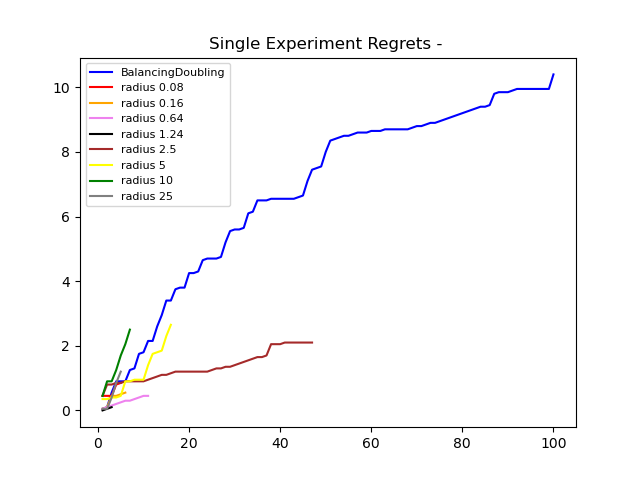 Single Experiment Regrets -
BalancingDoubling
radius 0.08
radius 0.16
radius 0.64
radius 1.24
radius 2.5
radius 5
radius 10
radius 25
10
8
6
4
2
0
0 20 40 60 80 100